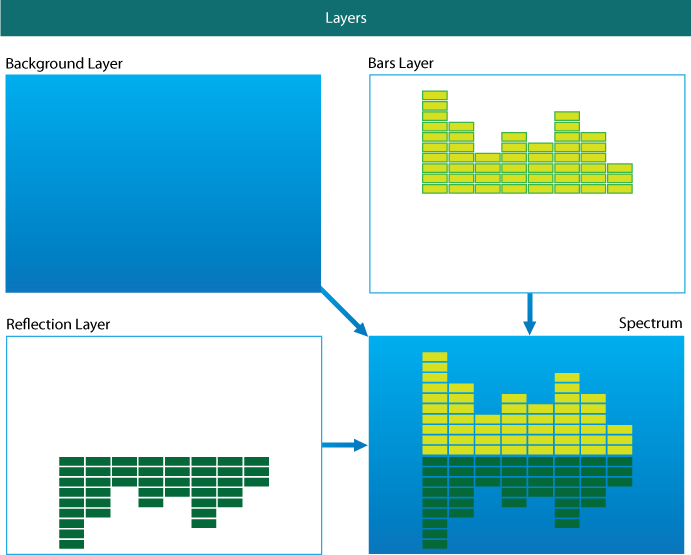 Layers
Background Layer
Bars Layer
Reflection Layer
Spectrum